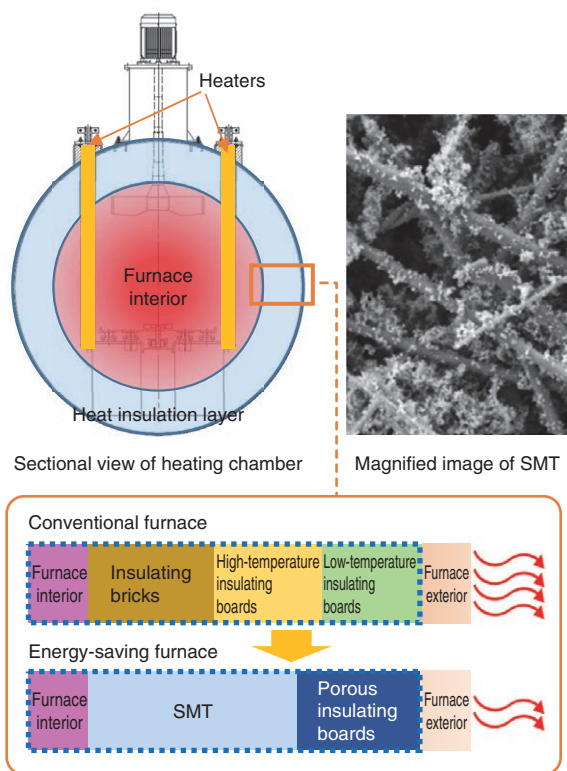 Heaters
Furnace
interior
Heat insulation layer
Sectional view of heating chamber
Magnified image of SMT
Conventional furnace
Furnace
interior
Insulating
bricks
High-temperature
insulating
boards
Low-temperature
insulating
boards
Furnace
exterior
Energy-saving furnace
Furnace
interior
SMT
Porous
insulating
boards
Furnace
exterior